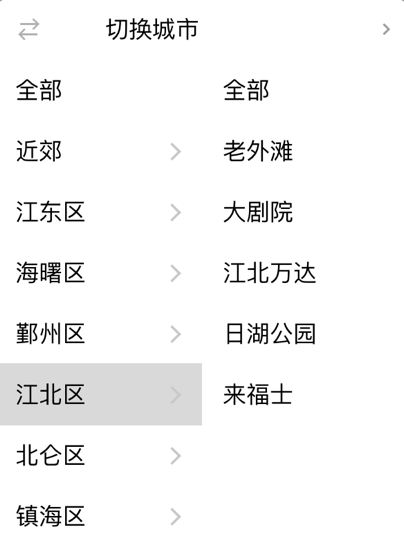 切换城市
全部
近郊
江东区
海曙区
鄞州区
江北区
北仑区
镇海区
全部
老外滩
大剧院
江北万达
日湖公园
来福士